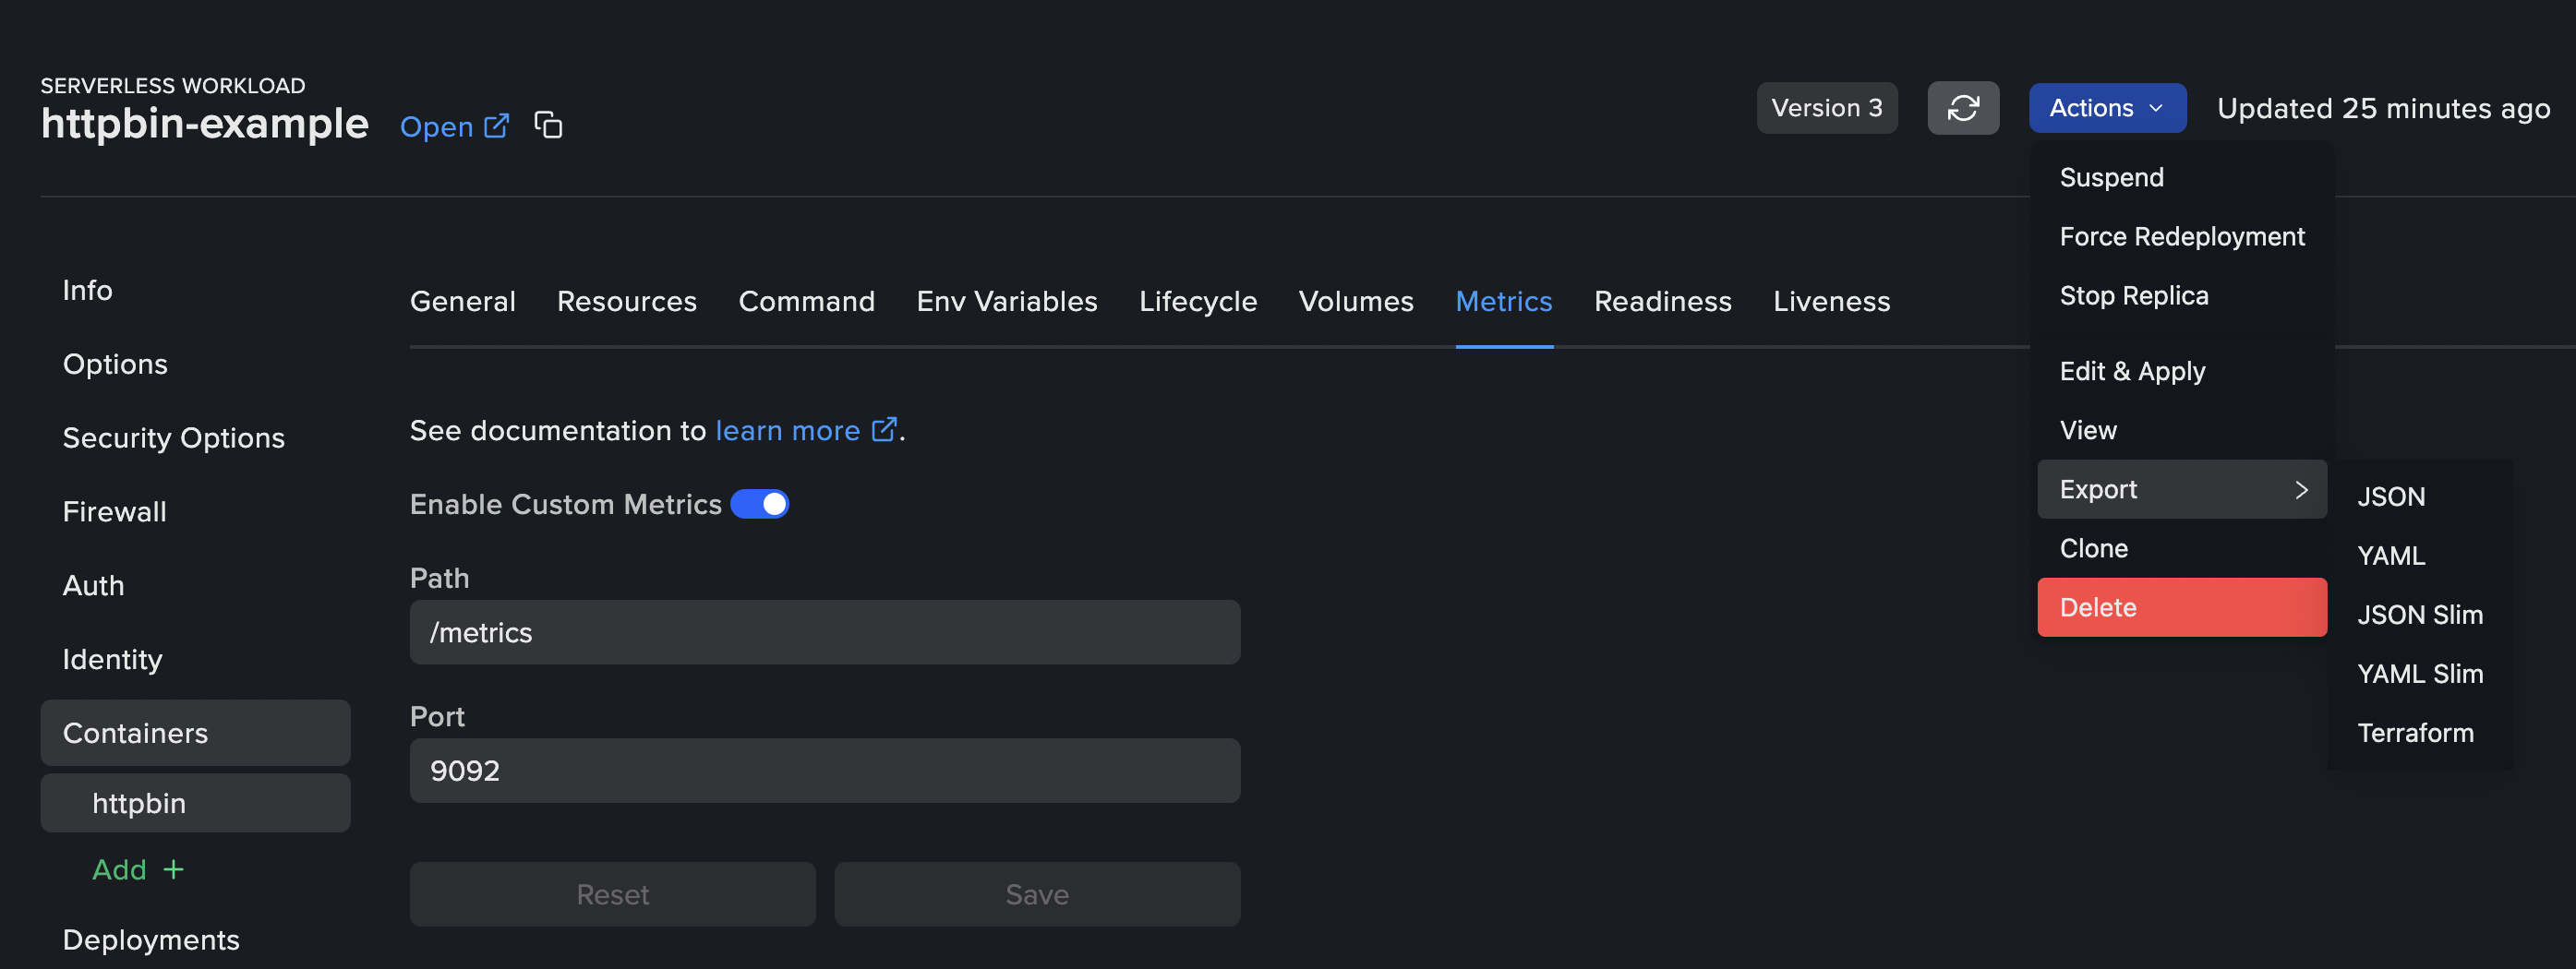 SERVERLESS WORKLOAD
httpbin-example Open
Version 3 Actions Updated 25 minutes ago
Suspend
Force Redeployment
Stop Replica
Edit & Apply
View
Export
Clone
Delete
JSON
YAML
JSON Slim
YAML Slim
Terraform
Info
Options
Security Options
Firewall
Auth
Identity
Containers
httpbin
Add +
Deployments
General Resources Command Env Variables Lifecycle Volumes Metrics Readiness Liveness
See documentation to learn more .
Enable Custom Metrics
Path
/metrics
Port
9092
Reset Save